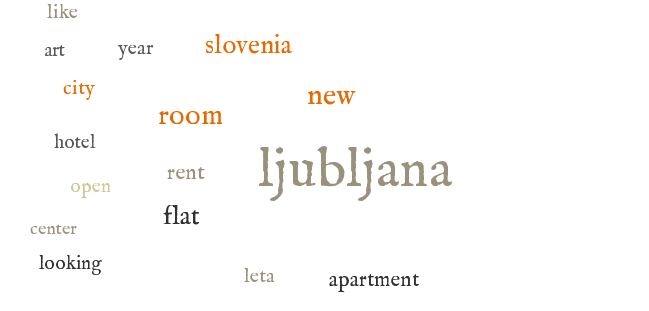 like
art year slovenia
city new
room
hotel ljubljana
rent
open
flat
center
looking
leta apartment